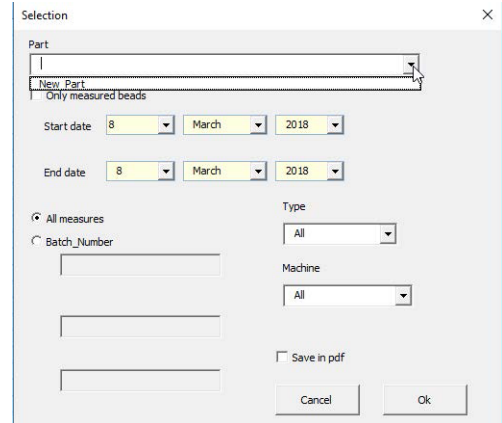 Selection
Part
New_Part
Only measured beads
Start date 8 March 2018
End date 8 March 2018
All measures
Batch_Number
Type
All
Machine
All
Save in pdf
Cancel Ok